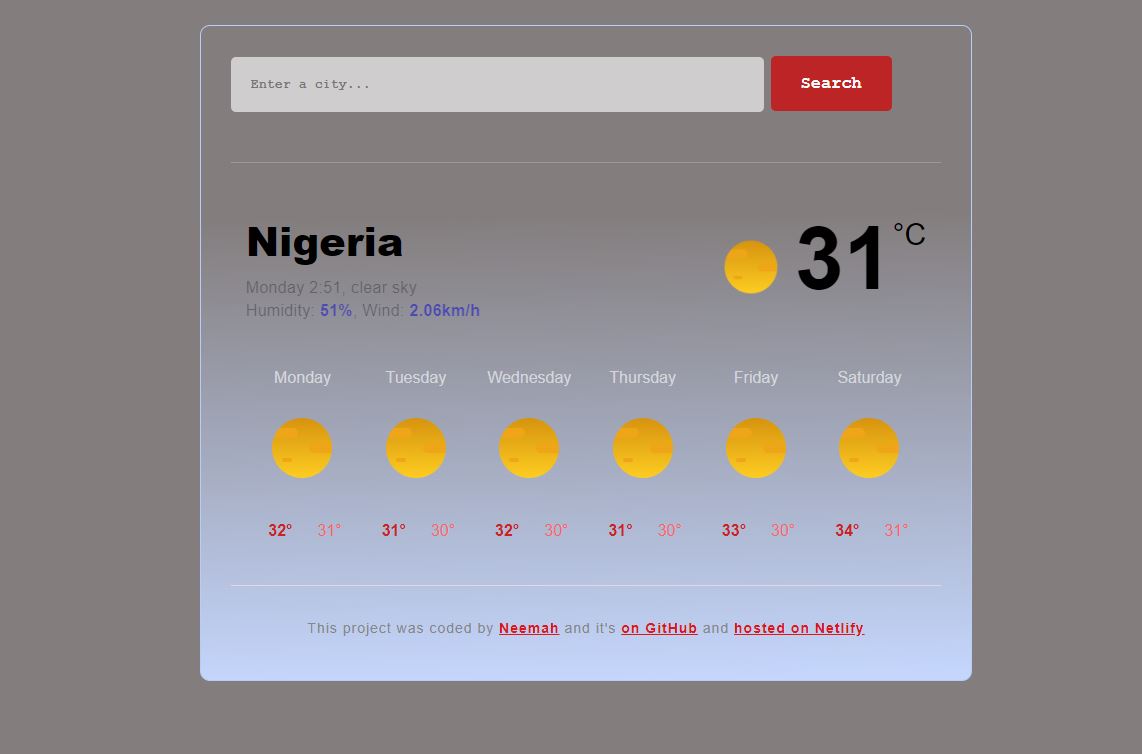 Enter a city...
Search
Nigeria
31°C
Monday 2:51, clear sky
Humidity: 51%, Wind: 2.06km/h
Monday Tuesday Wednesday Thursday Friday Saturday
32° 31° 31° 30° 32° 30° 31° 30° 33° 30° 34° 31°
This project was coded by Neemah and it's on GitHub and hosted on Netlify